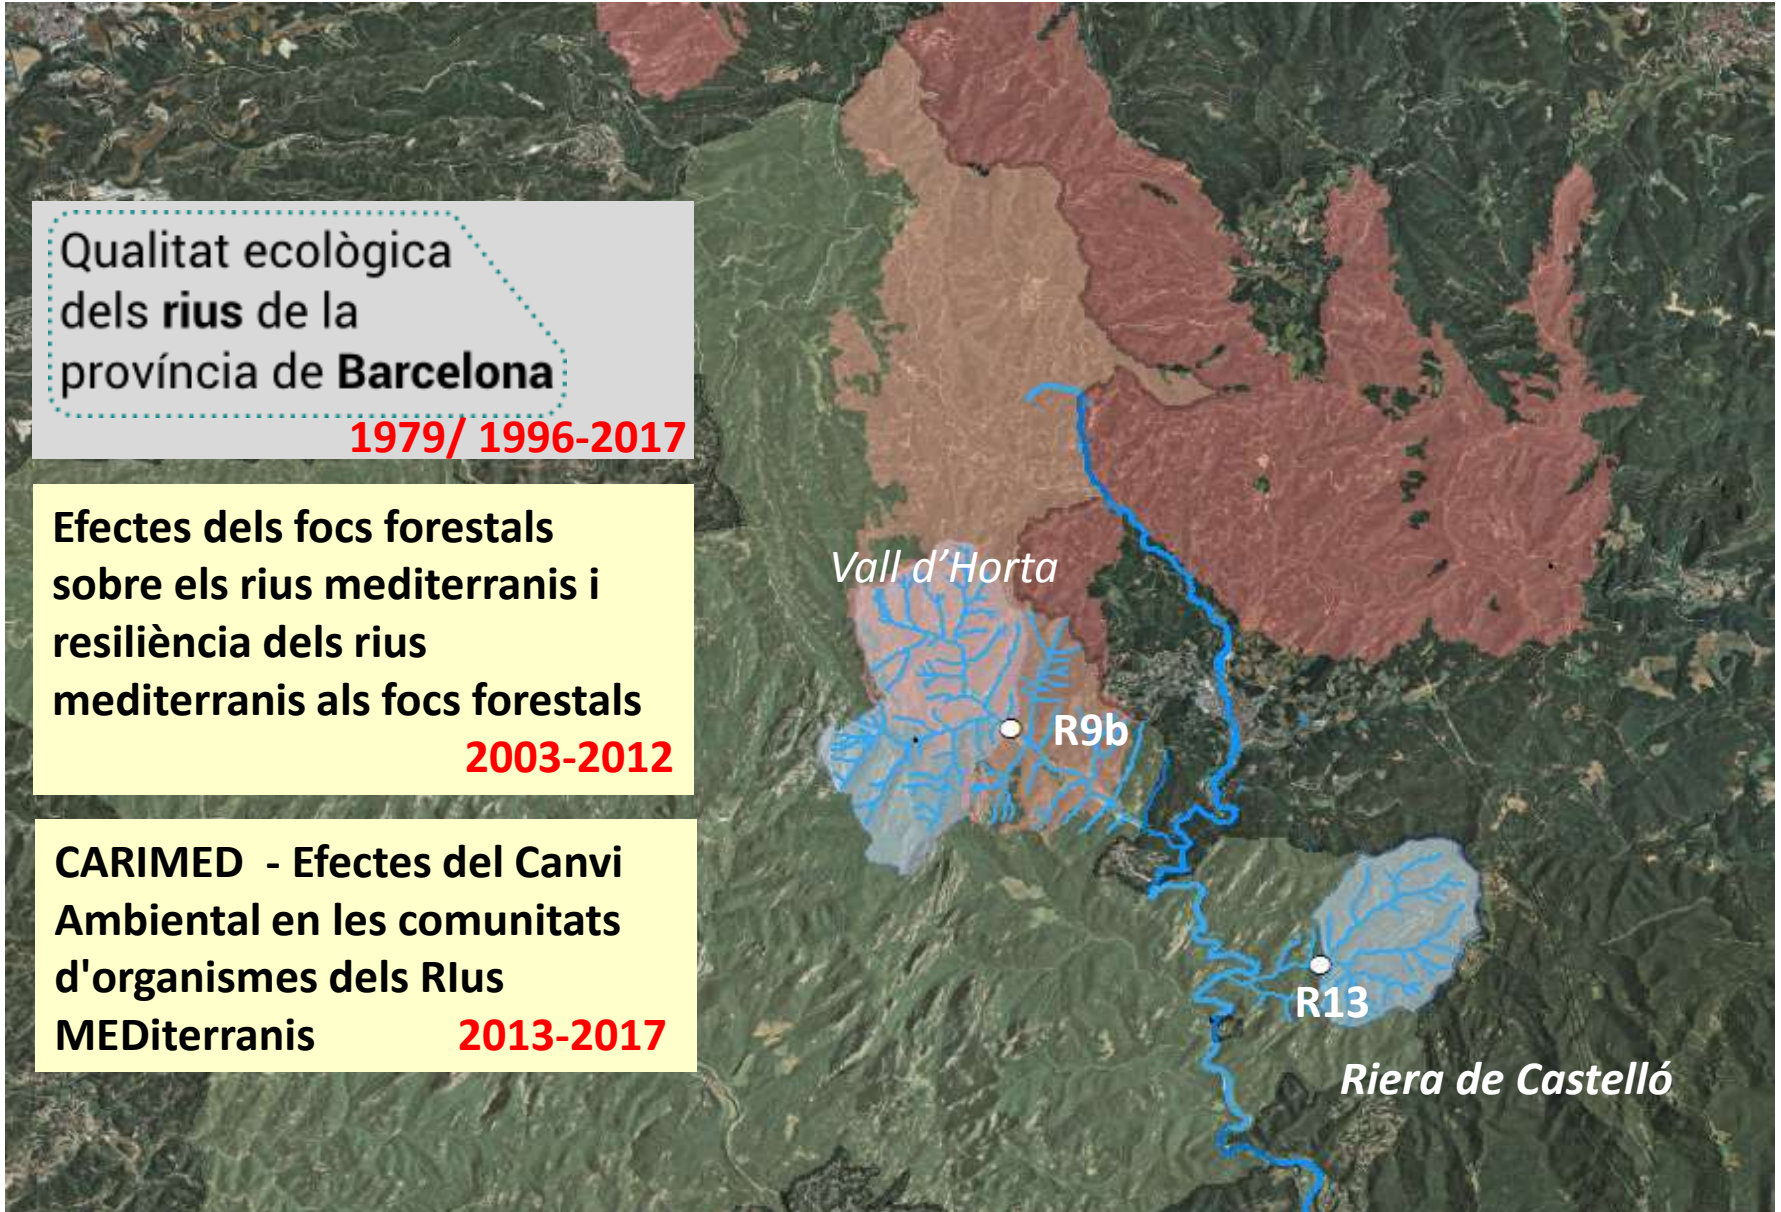 Qualitat ecològica
dels rius de la
província de Barcelona
1979/ 1996-2017
Efectes dels focs forestals
sobre els rius mediterranis i
resiliència dels rius
mediterranis als focs forestals
2003-2012
CARIMED - Efectes del Canvi
Ambiental en les comunitats
d'organismes dels RIus
MEDiterranis 2013-2017
Vall d’Horta
R9b
R13
Riera de Castelló